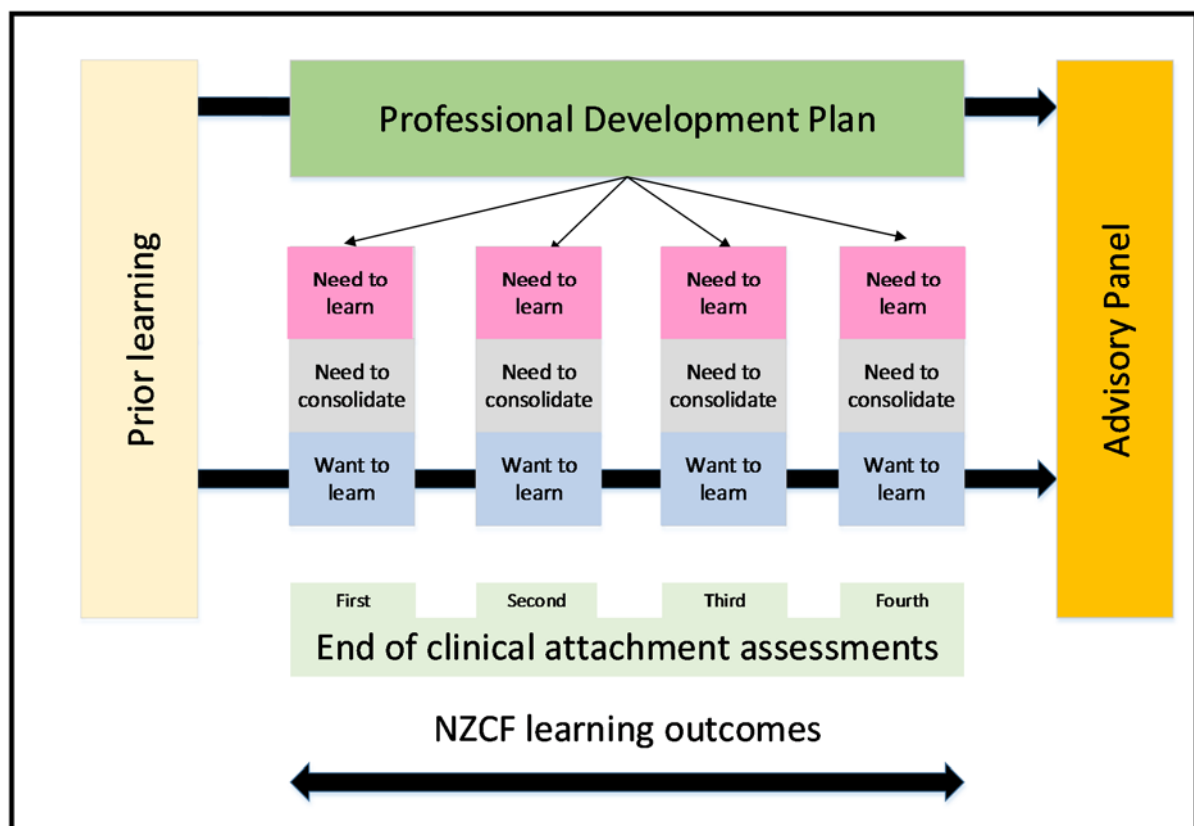 Prior learning
Professional Development Plan
Need to
learn
Need to
consolidate
Want to
learn
Need to
learn
Need to
consolidate
Want to
learn
Need to
learn
Need to
consolidate
Want to
learn
Need to
learn
Need to
consolidate
Want to
learn
First
Second
Third
Fourth
End of clinical attachment assessments
NZCF learning outcomes
Advisory Panel